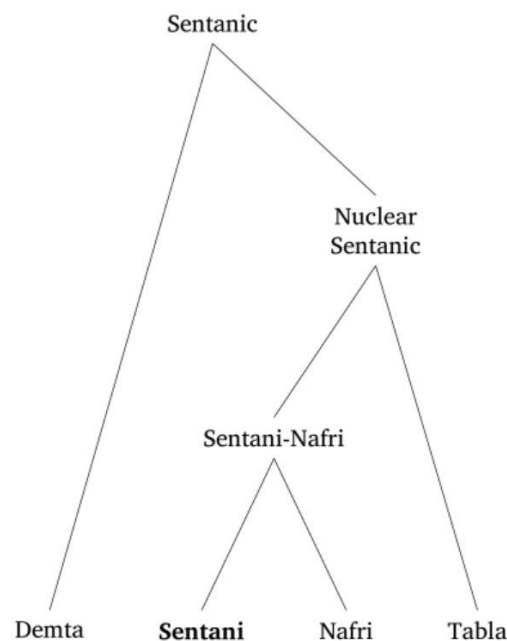 Sentanic
Nuclear
Sentanic
Sentani-Nafri
Demta
Sentani
Nafri
Tabla